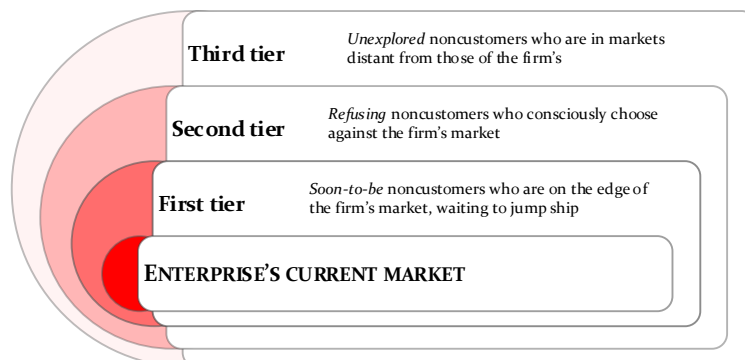 Third tier
Unexplored noncustomers who are in markets
distant from those of the firm's
Second tier
Refusing noncustomers who consciously choose
against the firm's market
First tier
Soon-to-be noncustomers who are on the edge of
the firm's market, waiting to jump ship
ENTERPRISE'S CURRENT MARKET